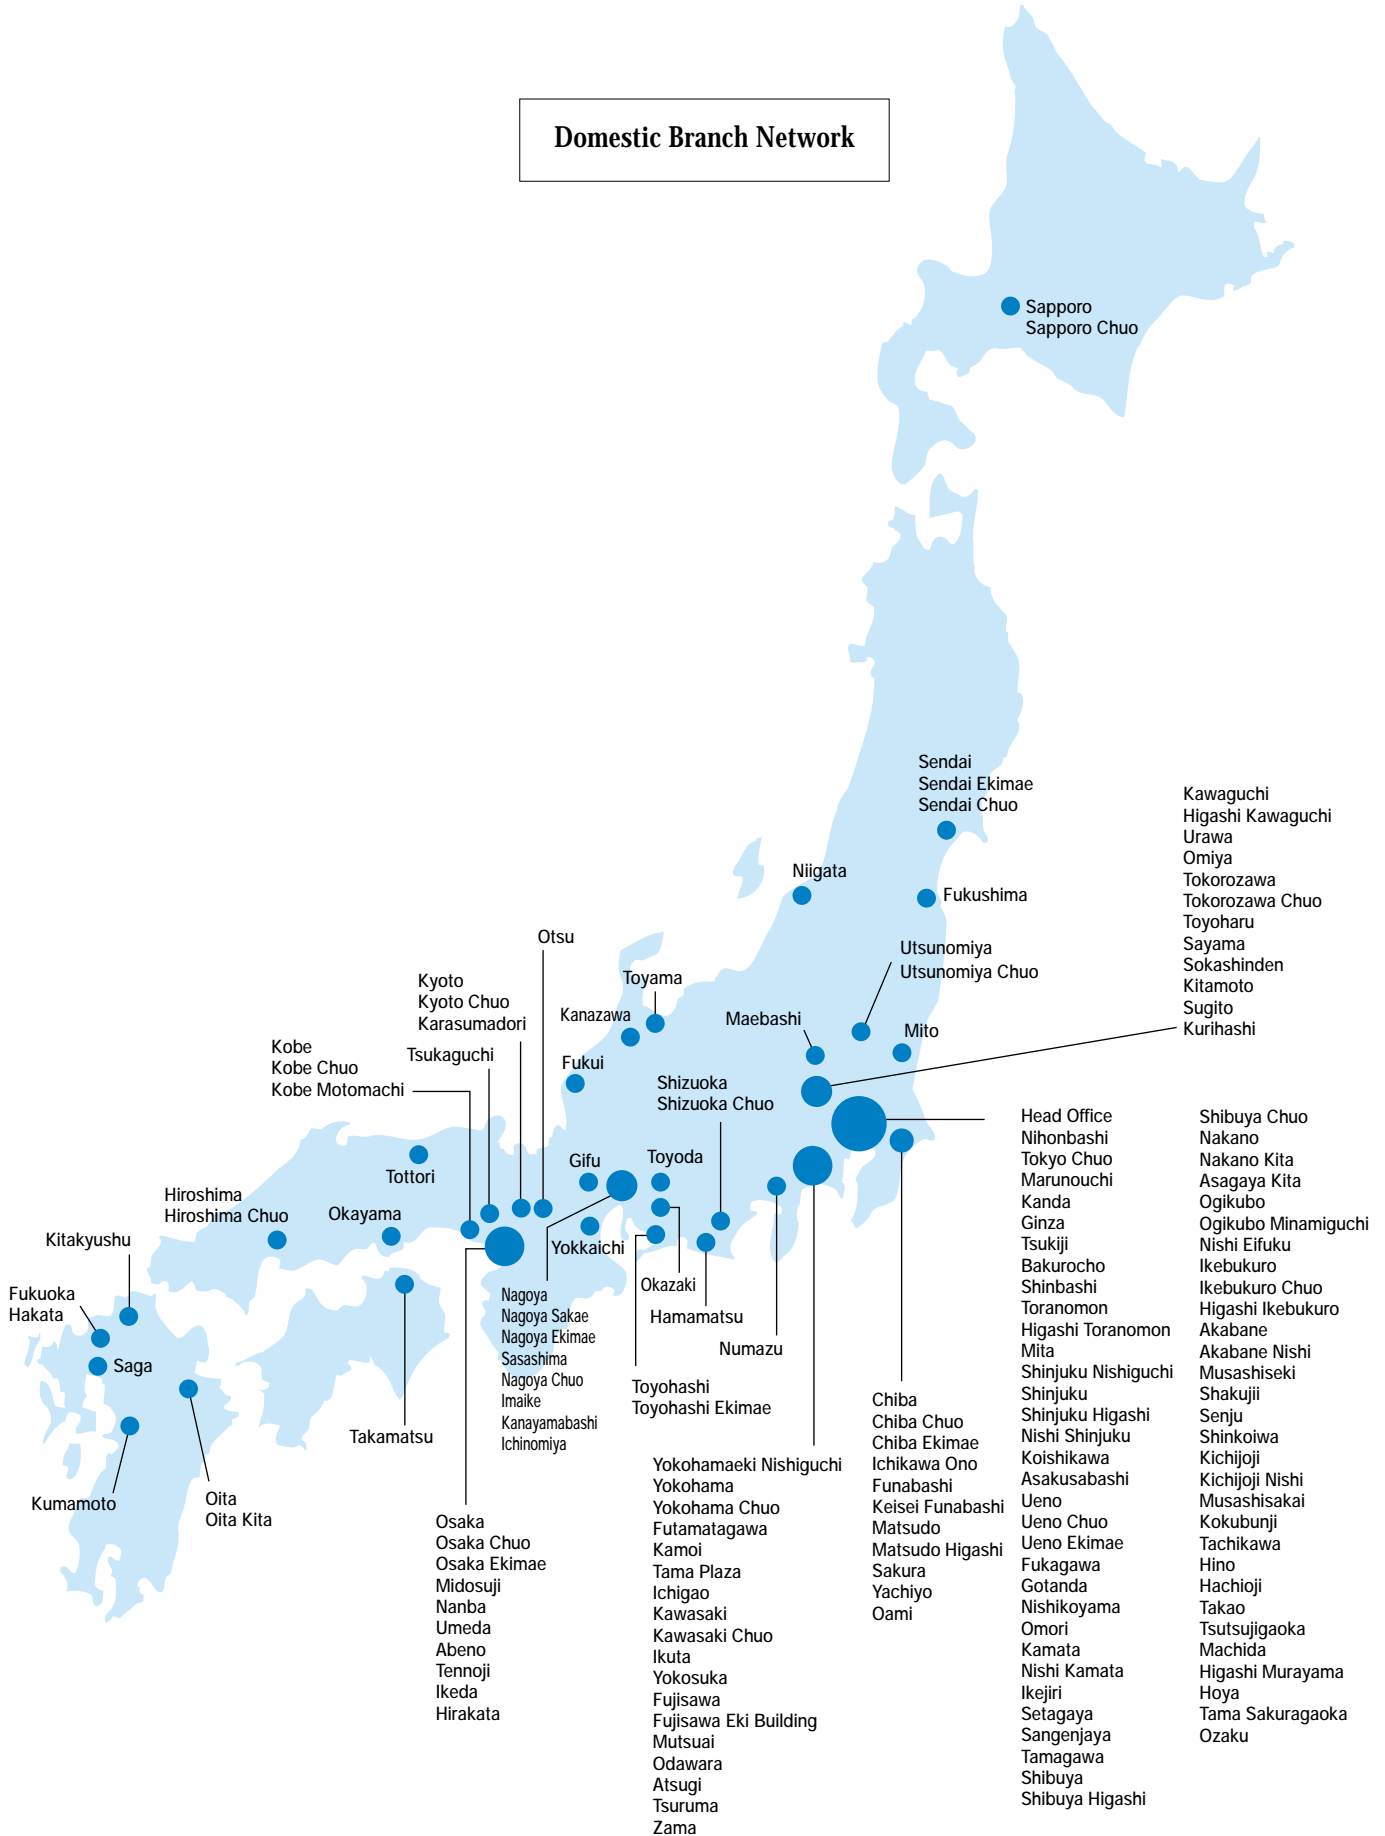 Domestic Branch Network
Sapporo
Sapporo Chuo
Sendai
Sendai Ekimae
Sendai Chuo
Niigata
Fukushima
Utsunomiya
Utsunomiya Chuo
Mito
Maebashi
Kawaguchi
Higashi Kawaguchi
Urawa
Omiya
Tokorozawa
Tokorozawa Chuo
Toyoharu
Sayama
Sokashinden
Kitamoto
Sugito
Kurihashi
Otsu
Toyama
Kanazawa
Fukui
Kyoto
Kyoto Chuo
Karasumadori
Tsukaguchi
Kobe
Kobe Chuo
Kobe Motomachi
Shizuoka
Shizuoka Chuo
Tottori
Gifu
Toyoda
Hiroshima
Hiroshima Chuo
Okayama
Yokkaichi
Kitakyushu
Fukuoka
Hakata
Saga
Okazaki
Hamamatsu
Numazu
Nagoya
Nagoya Sakae
Nagoya Ekimae
Sasashima
Nagoya Chuo
Imaike
Kanayamabashi
Ichinomiya
Toyohashi
Toyohashi Ekimae
Takamatsu
Kumamoto
Oita
Oita Kita
Osaka
Osaka Chuo
Osaka Ekimae
Midosuji
Nanba
Umeda
Abeno
Tennoji
Ikeda
Hirakata
Yokohamaeki Nishiguchi
Yokohama
Yokohama Chuo
Futamatagawa
Kamoi
Tama Plaza
Ichigao
Kawasaki
Kawasaki Chuo
Ikuta
Yokosuka
Fujisawa
Fujisawa Eki Building
Mutsuai
Odawara
Atsugi
Tsuruma
Zama
Chiba
Chiba Chuo
Chiba Ekimae
Ichikawa Ono
Funabashi
Keisei Funabashi
Matsudo
Matsudo Higashi
Sakura
Yachiyo
Oami
Head Office
Nihonbashi
Tokyo Chuo
Marunouchi
Kanda
Ginza
Tsukiji
Bakurocho
Shinbashi
Toranomon
Higashi Toranomon
Mita
Shinjuku Nishiguchi
Shinjuku
Shinjuku Higashi
Nishi Shinjuku
Koishikawa
Asakusabashi
Ueno
Ueno Chuo
Ueno Ekimae
Fukagawa
Gotanda
Nishikoyama
Omori
Kamata
Nishi Kamata
Ikejiri
Setagaya
Sangenjaya
Tamagawa
Shibuya
Shibuya Higashi
Shibuya Chuo
Nakano
Nakano Kita
Asagaya Kita
Ogikubo
Ogikubo Minamiguchi
Nishi Eifuku
Ikebukuro
Ikebukuro Chuo
Higashi Ikebukuro
Akabane
Akabane Nishi
Musashiseki
Shakujii
Senju
Shinkoiwa
Kichijoji
Kichijoji Nishi
Musashisakai
Kokubunji
Tachikawa
Hino
Hachioji
Takao
Tsutsujigaoka
Machida
Higashi Murayama
Hoya
Tama Sakuragaoka
Ozaku